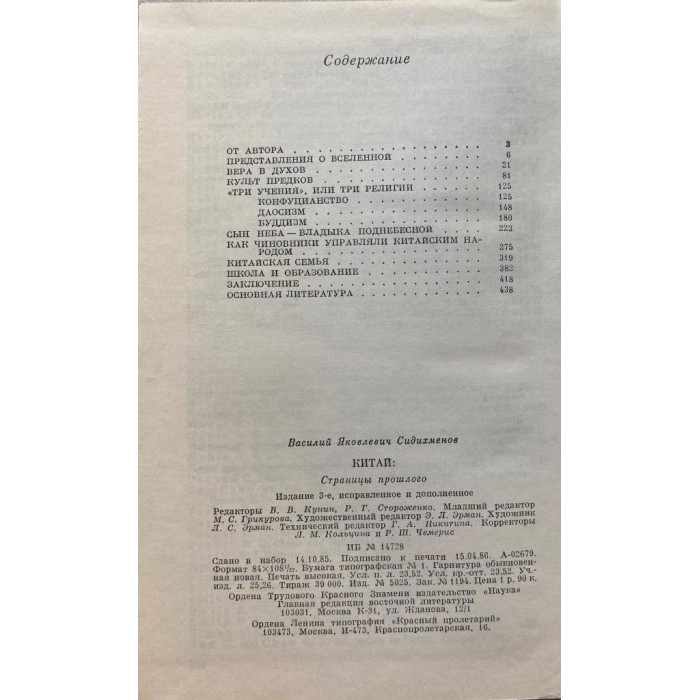 Содержание
ОТ АВТОРА . . . . . . . . . . . . . . . . . . 3
ПРЕДСТАВЛЕНИЯ О ВСЕЛЕННОЙ . . . . . . . . . 6
ВЕРА В ДУХОВ . . . . . . . . . . . . . . . . 21
КУЛЬТ ПРЕДКОВ . . . . . . . . . . . . . . . 81
«ТРИ УЧЕНИЯ», ИЛИ ТРИ РЕЛИГИИ . . . . . . . 125
КОНФУЦИАНСТВО . . . . . . . . . . . 125
ДАОСИЗМ . . . . . . . . . . . . . . 148
БУДДИЗМ . . . . . . . . . . . . . . 180
СЫН НЕБА — ВЛАДЫКА ПОДНЕБЕСНОЙ . . . . . 223
КАК ЧИНОВНИКИ УПРАВЛЯЛИ КИТАЙСКИМ НА-
РОДОМ . . . . . . . . . . . . . . . 275
КИТАЙСКАЯ СЕМЬЯ . . . . . . . . . . . . . . 319
ШКОЛА И ОБРАЗОВАНИЕ . . . . . . . . . . . . 382
ЗАКЛЮЧЕНИЕ . . . . . . . . . . . . . . . . . 418
ОСНОВНАЯ ЛИТЕРАТУРА . . . . . . . . . . . . 438
Василий Яковлевич Сидихменов
КИТАЙ:
Страницы прошлого
Издание 3-е, исправленное и дополненное
Редакторы В. В. Кунин, Р. Г. Стороженко. Младший редактор
М. С. Грикурова. Художественный редактор Э. Л. Эрман. Художник
Л. С. Эрман. Технический редактор Г. А. Никитина. Корректоры
Л. М. Кольцина и Р. Ш. Чемерис
ИБ № 14728
Сдано в набор 14.10.85. Подписано к печати 15.04.86. А-02679.
Формат 84×108¹/₃₂. Бумага типографская № 1. Гарнитура обыкновен-
ная новая. Печать высокая. Усл. п. л. 23,52. Усл. кр.-отт. 23,52. Уч.-
изд. л. 25,26. Тираж 39 000. Изд. № 5025. Зак. № 1194. Цена 1 р. 90 к.
Ордена Трудового Красного Знамени издательство «Наука»
Главная редакция восточной литературы
103031, Москва К-31, ул. Жданова, 12/1
Ордена Ленина типография «Красный пролетарий»
103473, Москва, И-473, Краснопролетарская, 16.